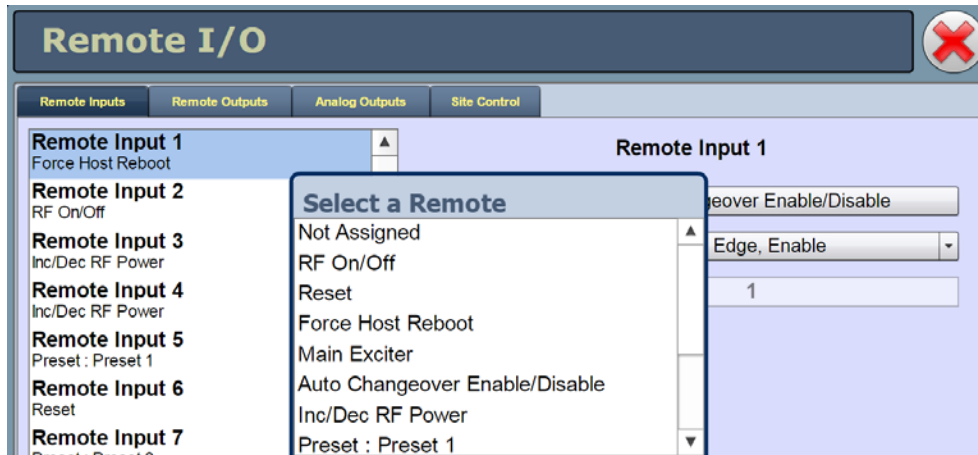 Remote I/O
Remote Inputs
Remote Outputs
Analog Outputs
Site Control
Remote Input 1
Force Host Reboot
Remote Input 2
RF On/Off
Remote Input 3
Inc/Dec RF Power
Remote Input 4
Inc/Dec RF Power
Remote Input 5
Preset : Preset 1
Remote Input 6
Reset
Remote Input 7
Remote Input 1
geover Enable/Disable
Edge, Enable
1
Select a Remote
Not Assigned
RF On/Off
Reset
Force Host Reboot
Main Exciter
Auto Changeover Enable/Disable
Inc/Dec RF Power
Preset : Preset 1